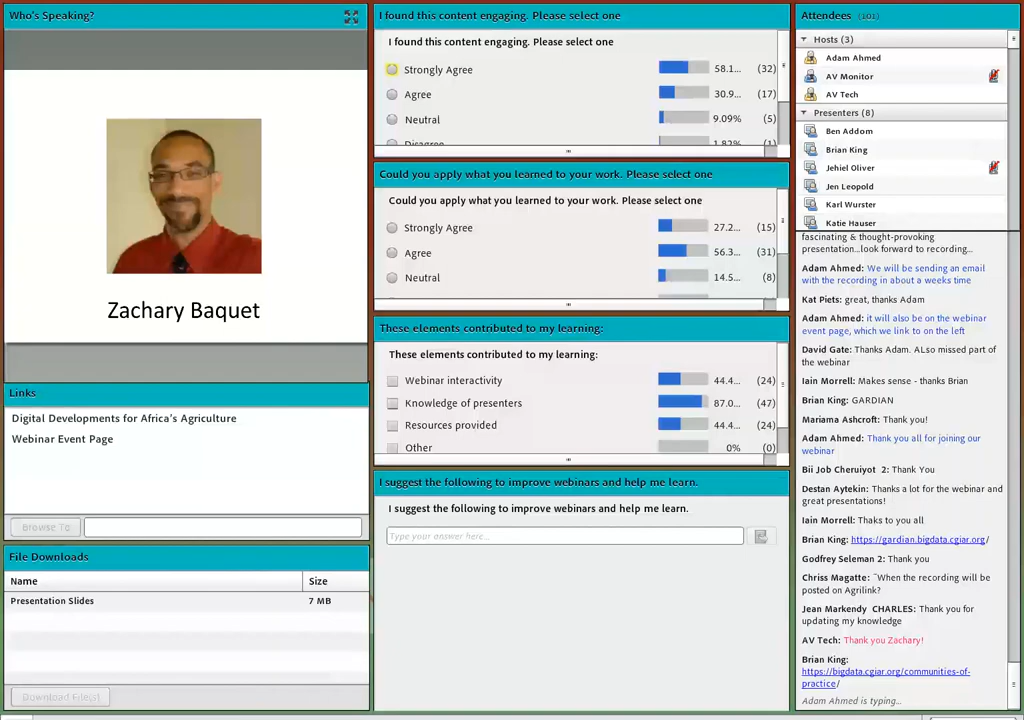 Who's Speaking?
Zachary Baquet
Links
Digital Developments for Africa's Agriculture
Webinar Event Page
Browse To
File Downloads
Name Size
Presentation Slides 7 MB
Download File(s)
I found this content engaging. Please select one
I found this content engaging. Please select one
Strongly Agree 58.1... (32)
Agree 30.9... (17)
Neutral 9.09% (5)
Disagree 1.82% (1)
Could you apply what you learned to your work. Please select one
Could you apply what you learned to your work. Please select one
Strongly Agree 27.2... (15)
Agree 56.3... (31)
Neutral 14.5... (8)
These elements contributed to my learning:
These elements contributed to my learning:
Webinar interactivity 44.4... (24)
Knowledge of presenters 87.0... (47)
Resources provided 44.4... (24)
Other 0% (0)
I suggest the following to improve webinars and help me learn.
I suggest the following to improve webinars and help me learn.
Type your answer here...
Attendees (101)
Hosts (3)
Adam Ahmed
AV Monitor
AV Tech
Presenters (8)
Ben Addom
Brian King
Jehiel Oliver
Jen Leopold
Karl Wurster
Katie Hauser
fascinating & thought-provoking
presentation...look forward to recording...
Adam Ahmed: We will be sending an email
with the recording in about a weeks time
Kat Piets: great, thanks Adam
Adam Ahmed: it will also be on the webinar
event page, which we link to on the left
David Gate: Thanks Adam. ALso missed part of
the webinar
Iain Morrell: Makes sense - thanks Brian
Brian King: GARDIAN
Mariama Ashcroft: Thank you!
Adam Ahmed: Thank you all for joining our
webinar
Bii Job Cheruiyot 2: Thank You
Destan Aytekin: Thanks a lot for the webinar and
great presentations!
Iain Morrell: Thaks to you all
Brian King: https://gardian.bigdata.cgiar.org/
Godfrey Seleman 2: Thank you
Chriss Magatte: ¨When the recording will be
posted on Agrilink?
Jean Markendy CHARLES: Thank you for
updating my knowledge
AV Tech: Thank you Zachary!
Brian King:
https://bigdata.cgiar.org/communities-of-
practice/
Adam Ahmed is typing...